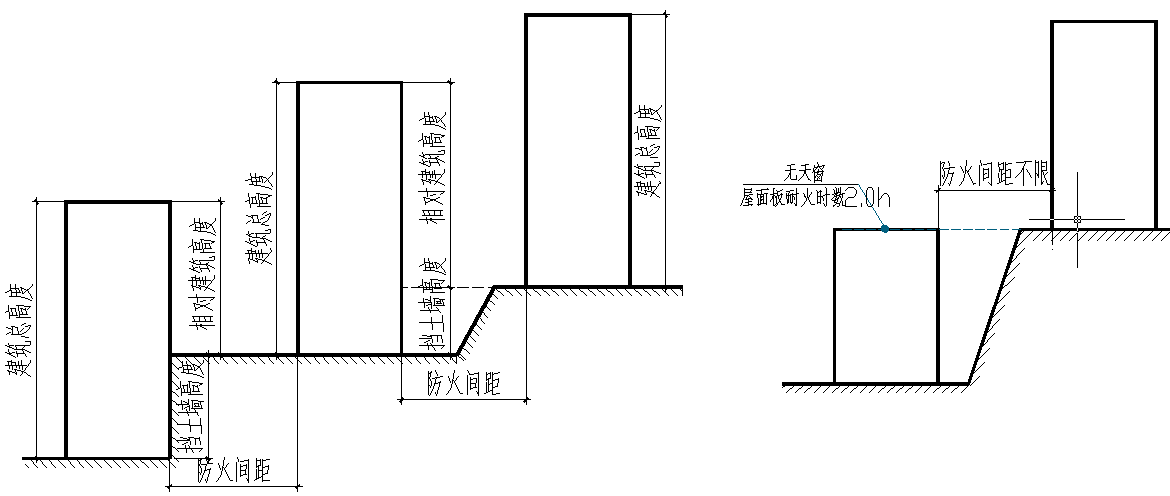 建筑总高度
相对建筑高度
挡土墙高度
防火间距
建筑总高度
相对建筑高度
挡土墙高度
防火间距
建筑总高度
无天窗
屋面板耐火时数2.0h
防火间距不限